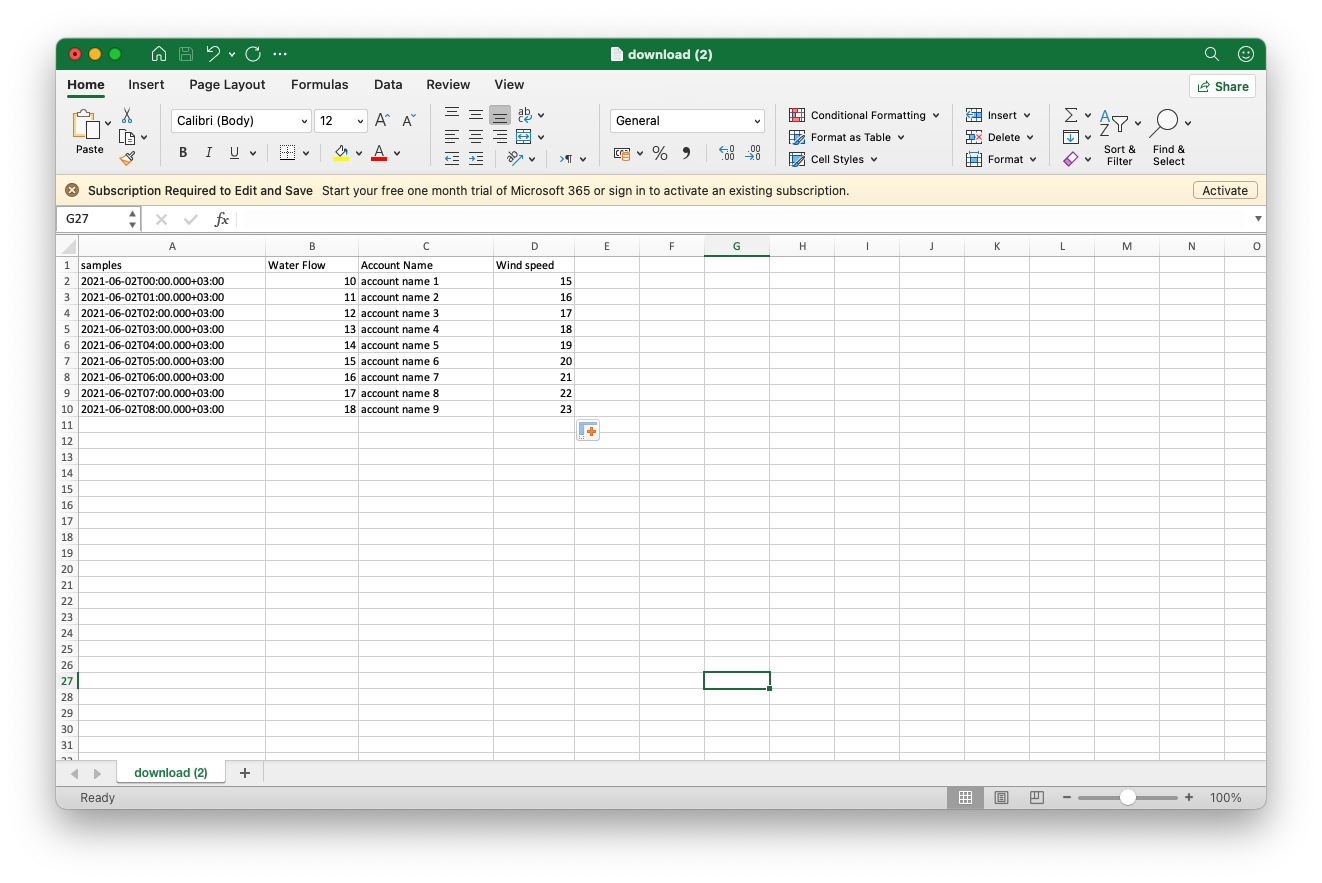 download (2)
Home Insert Page Layout Formulas Data Review View Share
Paste
Calibri (Body) 12 A A
B I U A
ab
General
% 9 .00 .00
Conditional Formatting
Format as Table
Cell Styles
Insert
Delete
Format
Sort & Filter
Find & Select
Subscription Required to Edit and Save Start your free one month trial of Microsoft 365 or sign in to activate an existing subscription. Activate
G27 fx
A B C D E F G H I J K L M N O
1 samples Water Flow Account Name Wind speed
2 2021-06-02T00:00.000+03:00 10 account name 1 15
3 2021-06-02T01:00.000+03:00 11 account name 2 16
4 2021-06-02T02:00.000+03:00 12 account name 3 17
5 2021-06-02T03:00.000+03:00 13 account name 4 18
6 2021-06-02T04:00.000+03:00 14 account name 5 19
7 2021-06-02T05:00.000+03:00 15 account name 6 20
8 2021-06-02T06:00.000+03:00 16 account name 7 21
9 2021-06-02T07:00.000+03:00 17 account name 8 22
10 2021-06-02T08:00.000+03:00 18 account name 9 23
11
12
13
14
15
16
17
18
19
20
21
22
23
24
25
26
27
28
29
30
31
download (2)
Ready 100%